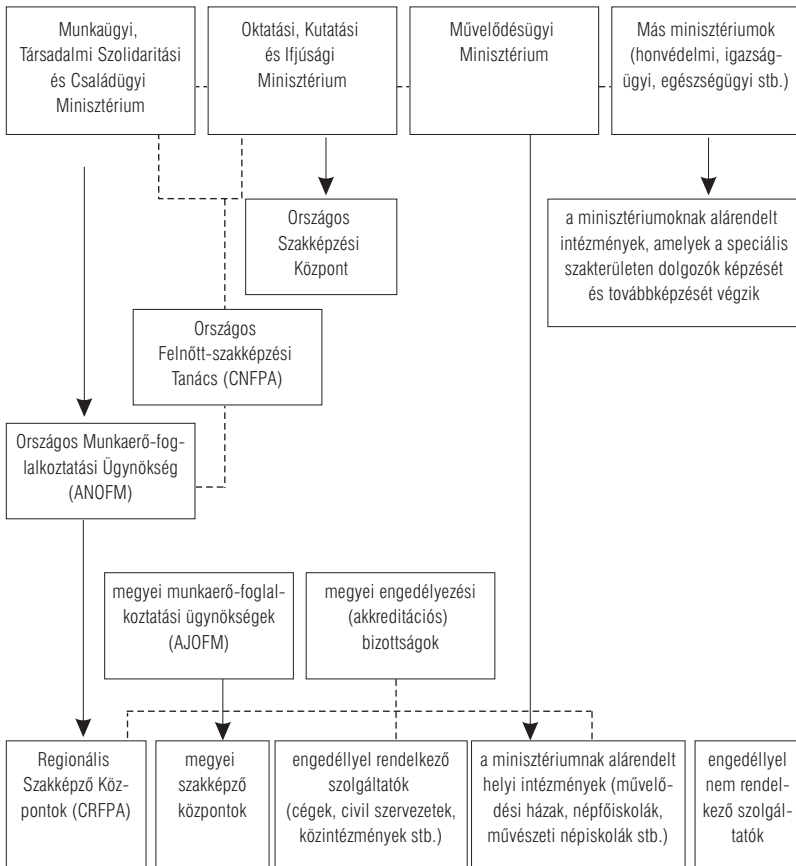 Munkaügyi,
Társadalmi Szolidaritási
és Családügyi
Minisztérium
Oktatási, Kutatási
és Ifjúsági
Minisztérium
Művelődésügyi
Minisztérium
Más minisztériumok
(honvédelmi, igazság-
ügyi, egészségügyi stb.)
Országos
Szakképzési
Központ
a minisztériumoknak alárendelt
intézmények, amelyek a speciális
szakterületen dolgozók képzését
és továbbképzését végzik
Országos
Felnőtt-szakképzési
Tanács (CNFPA)
Országos Munkaerő-fog-
lalkoztatási Ügynökség
(ANOFM)
megyei munkaerő-foglal-
koztatási ügynökségek
(AJOFM)
megyei engedélyezési
(akkreditációs)
bizottságok
Regionális
Szakképző Köz-
pontok (CRFPA)
megyei
szakképző
központok
engedéllyel rendelkező
szolgáltatók
(cégek, civil szervezetek,
közintézmények stb.)
a minisztériumnak alárendelt
helyi intézmények (művelő-
dési házak, népfőiskolák,
művészeti népiskolák stb.)
engedéllyel
nem rendel-
kező szolgál-
tatók